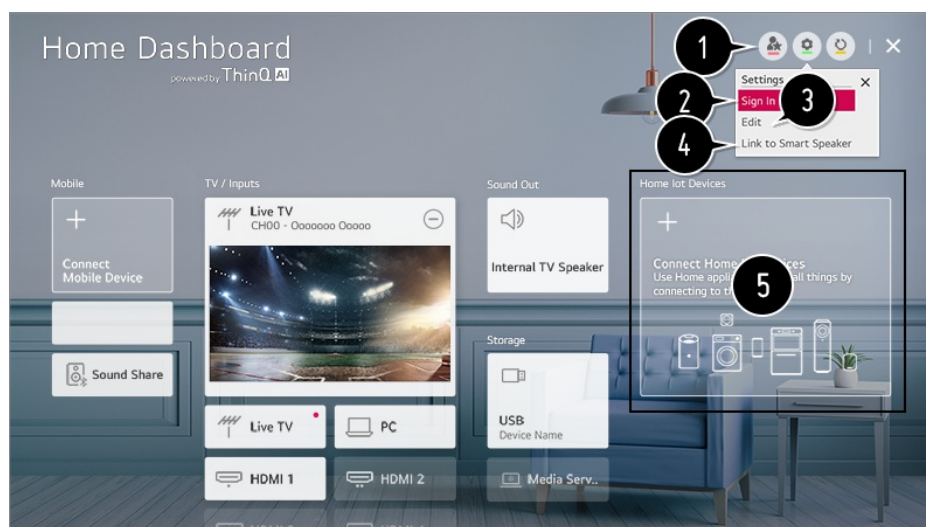 Home Dashboard
powered by ThinQ AI
1
Settings
2
Sign In
3
Edit
4
Link to Smart Speaker
Mobile
TV / Inputs
Sound Out
Home Iot Devices
Connect
Mobile Device
Live TV
CH00 - Ooooooo Ooooo
Internal TV Speaker
Connect Home
Use Home all things by
connecting to
5
Sound Share
Storage
USB
Device Name
Live TV
PC
HDMI 1
HDMI 2
Media Serv..